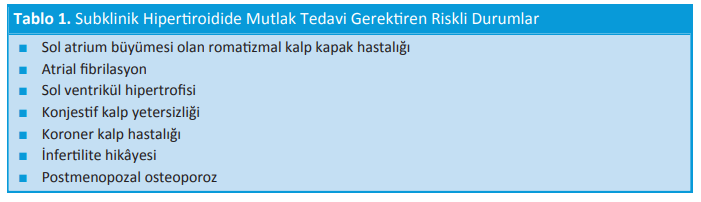 Tablo 1. Subklinik Hipertiroidide Mutlak Tedavi Gerektiren Riskli Durumlar
■ Sol atrium büyümesi olan romatizmal kalp kapak hastalığı
■ Atrial fibrilasyon
■ Sol ventrikül hipertrofisi
■ Konjestif kalp yetersizliği
■ Koroner kalp hastalığı
■ İnfertilite hikâyesi
■ Postmenopozal osteoporoz